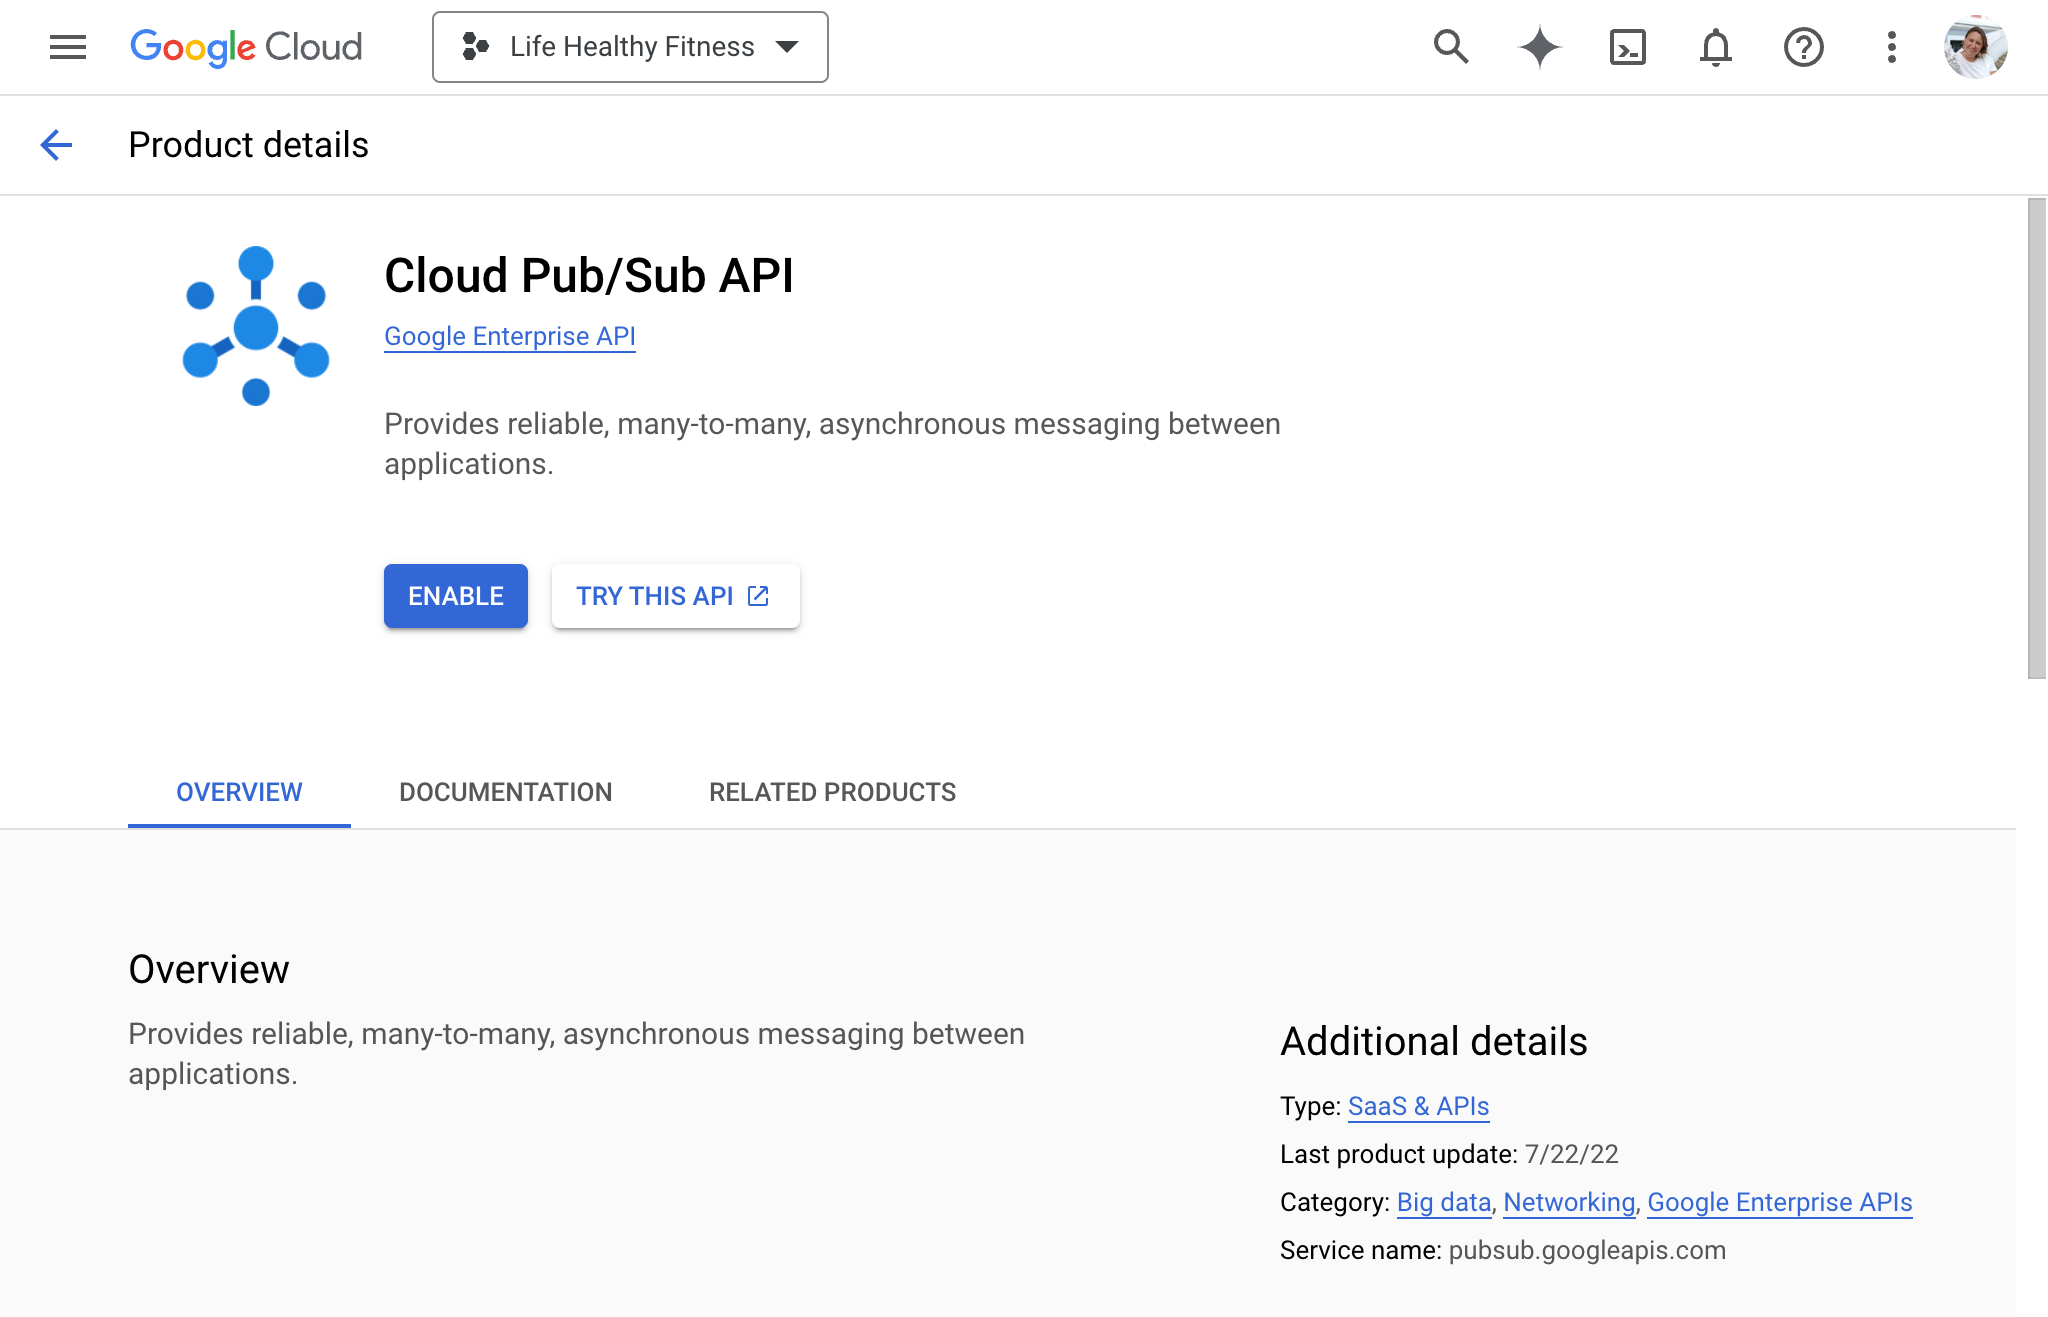 Google Cloud
Life Healthy Fitness
Product details
Cloud Pub/Sub API
Google Enterprise API
Provides reliable, many-to-many, asynchronous messaging between
applications.
ENABLE
TRY THIS API
OVERVIEW
DOCUMENTATION
RELATED PRODUCTS
Overview
Provides reliable, many-to-many, asynchronous messaging between
applications.
Additional details
Type: SaaS & APIs
Last product update: 7/22/22
Category: Big data, Networking, Google Enterprise APIs
Service name: pubsub.googleapis.com